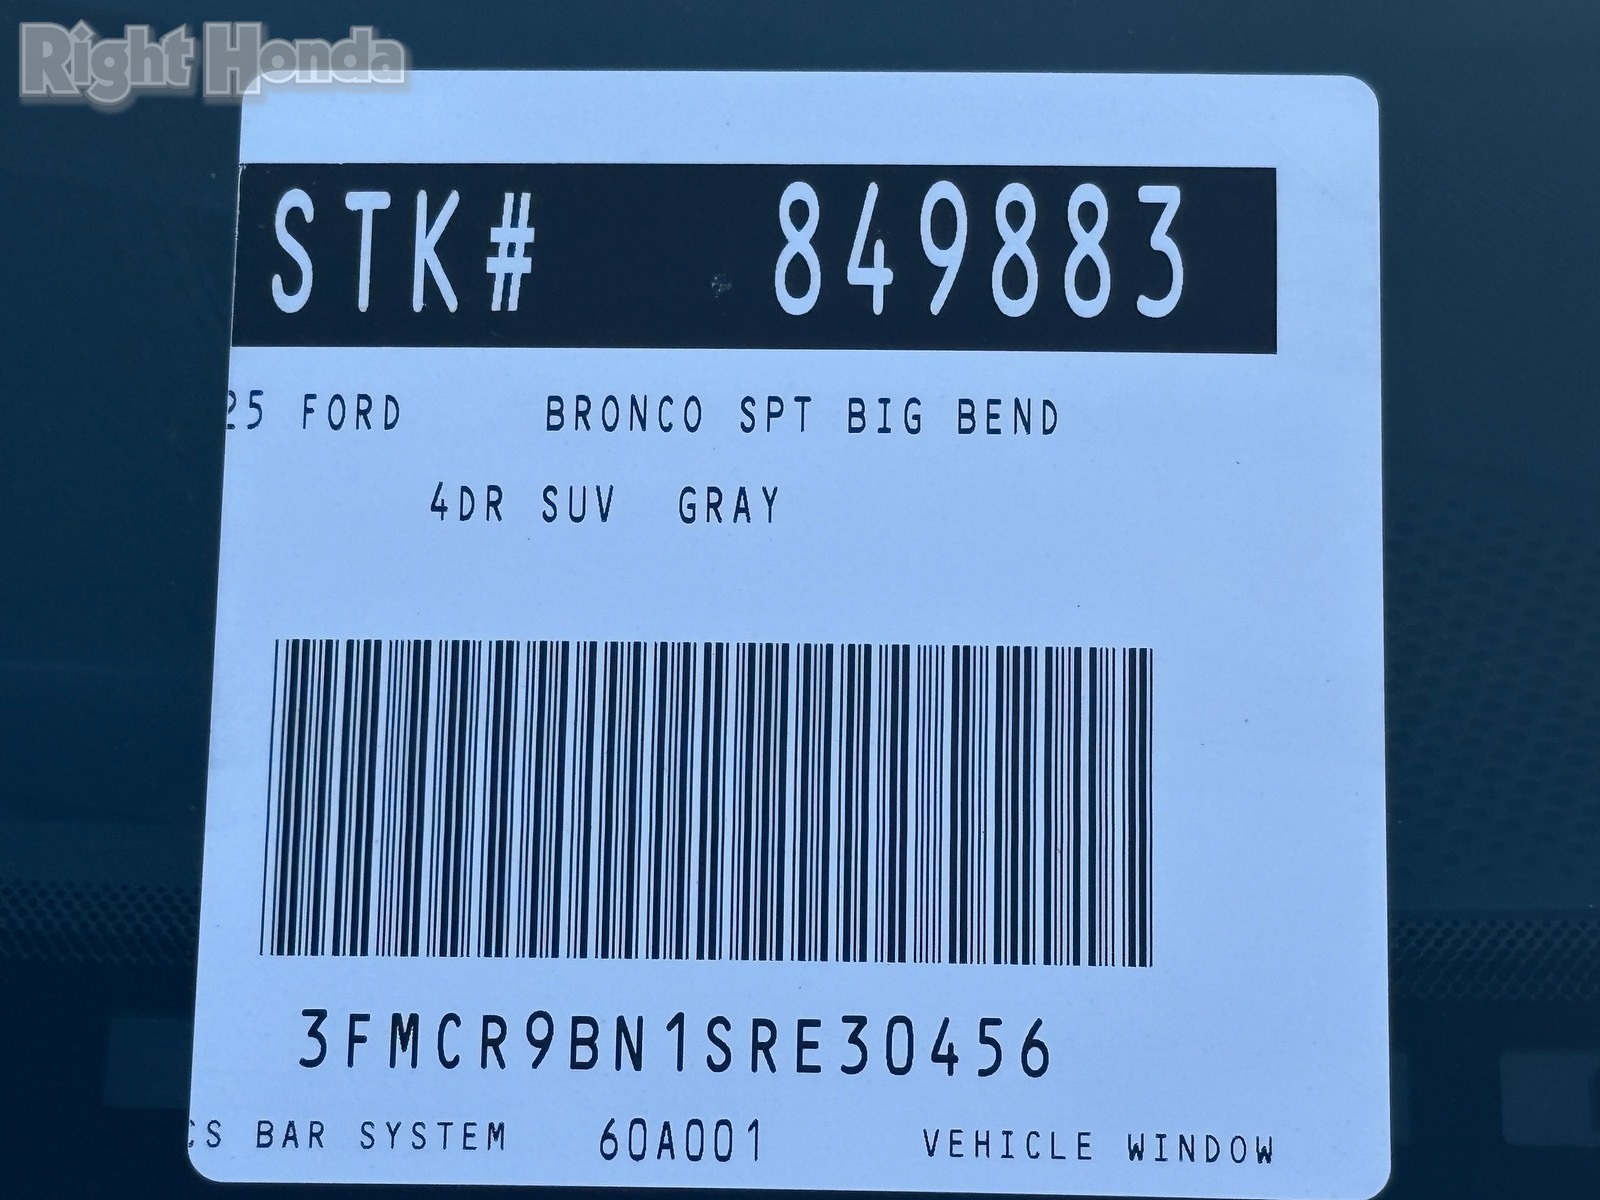 Right Honda
STK# 849883
25 FORD BRONCO SPT BIG BEND
4DR SUV GRAY
3FMCR9BN1SRE30456
CS BAR SYSTEM 60A001 VEHICLE WINDOW